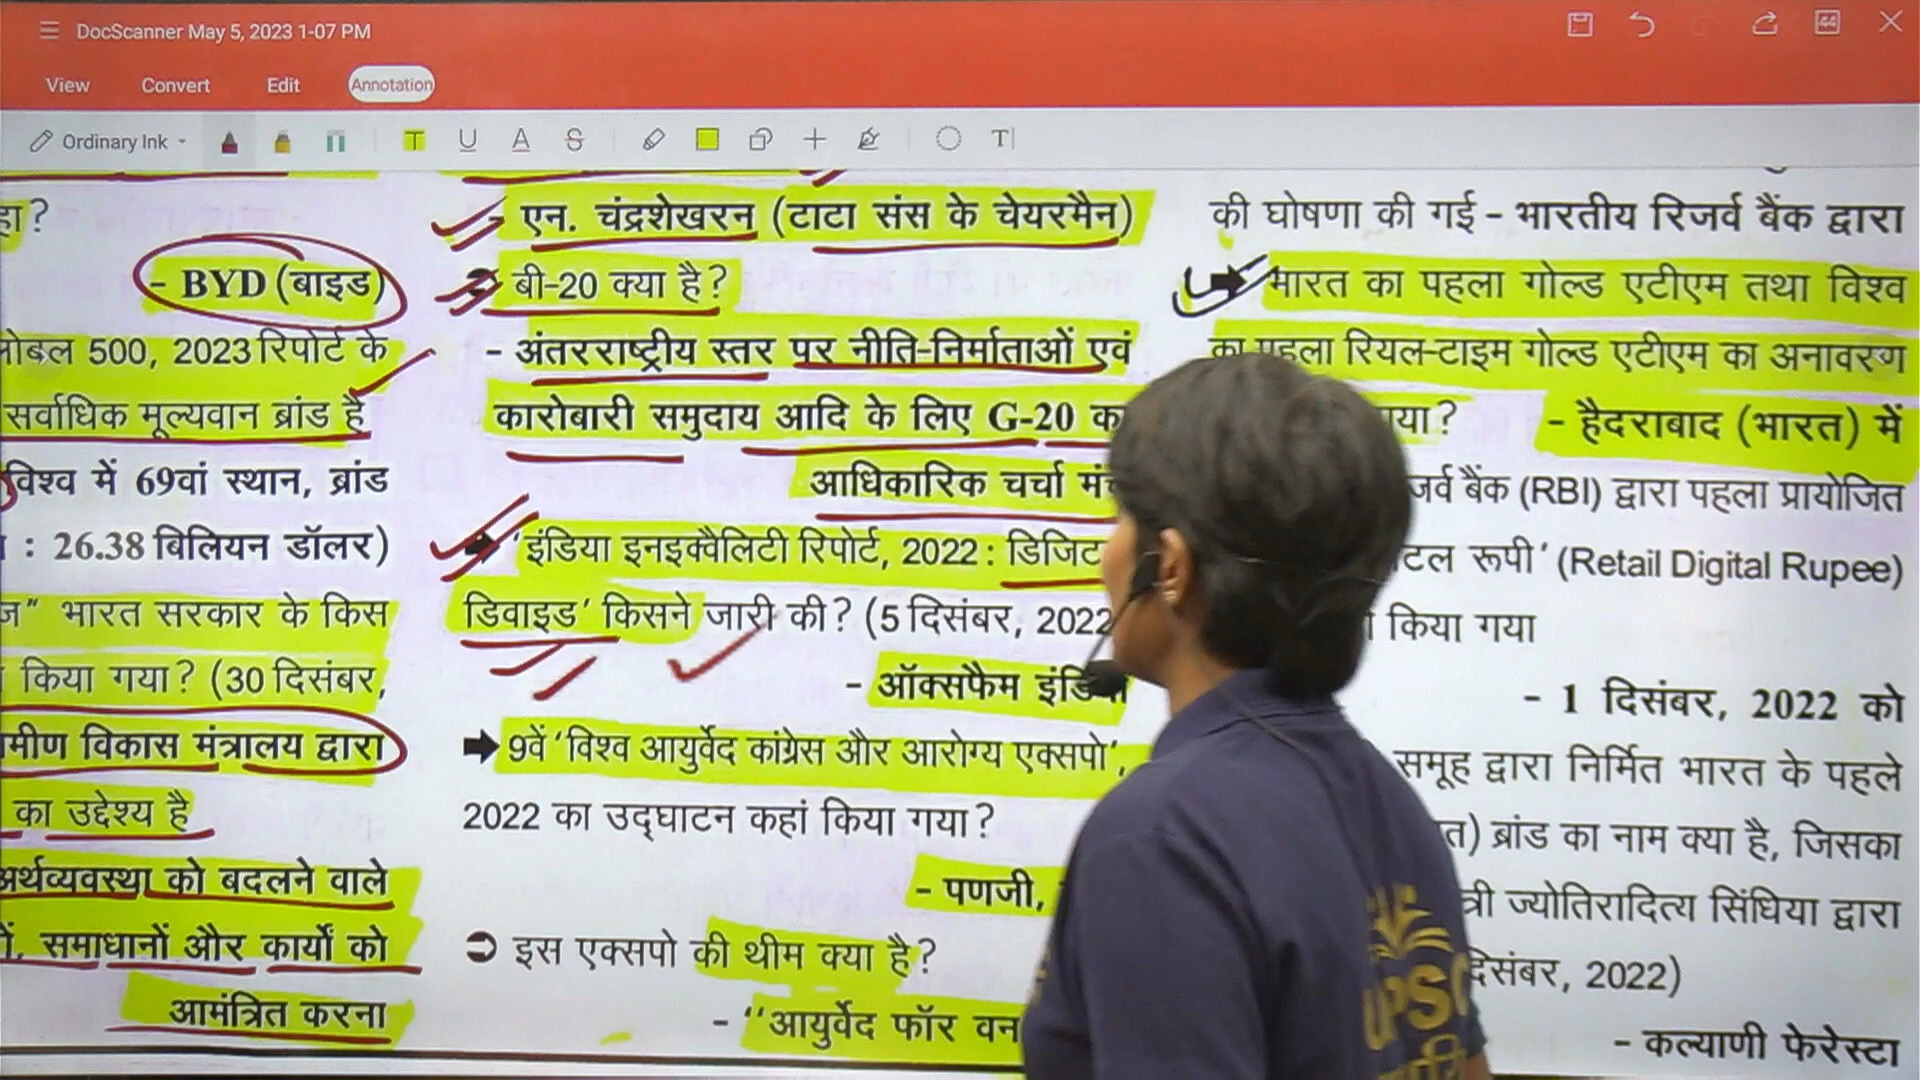 DocScanner May 5, 2023 1-07 PM
View Convert Edit Annotation
Ordinary Ink
हा?
- BYD (बाइड)
500, 2023 रिपोर्ट के
सर्वाधिक मूल्यवान ब्रांड है
विश्व में 69वां स्थान, ब्रांड
: 26.38 बिलियन डॉलर)
भारत सरकार के किस
किया गया? (30 दिसंबर,
विकास मंत्रालय द्वारा
का उद्देश्य है
अर्थव्यवस्था को बदलने वाले
समाधानों और कार्यों को
आमंत्रित करना
- एन. चंद्रशेखरन (टाटा संस के चेयरमैन)
बी-20 क्या है?
- अंतरराष्ट्रीय स्तर पर नीति-निर्माताओं एवं
कारोबारी समुदाय आदि के लिए G-20 का
आधिकारिक चर्चा
'इंडिया इनइक्वैलिटी रिपोर्ट, 2022 : डिजिट
डिवाइड' किसने जारी की? (5 दिसंबर, 2022
- ऑक्सफैम इंडिया
9वें 'विश्व आयुर्वेद कांग्रेस और आरोग्य एक्सपो',
2022 का उद्घाटन कहां किया गया?
- पणजी,
इस एक्सपो की थीम क्या है?
- "आयुर्वेद फॉर वन
की घोषणा की गई - भारतीय रिजर्व बैंक द्वारा
भारत का पहला गोल्ड एटीएम तथा विश्व
का पहला रियल-टाइम गोल्ड एटीएम का अनावरण
गया? - हैदराबाद (भारत) में
बैंक (RBI) द्वारा पहला प्रायोजित
रूपी' (Retail Digital Rupee)
किया गया
- 1 दिसंबर, 2022 को
समूह द्वारा निर्मित भारत के पहले
ब्रांड का नाम क्या है, जिसका
ज्योतिरादित्य सिंधिया द्वारा
दिसंबर, 2022)
- कल्याणी फेरेस्टा
UPSC